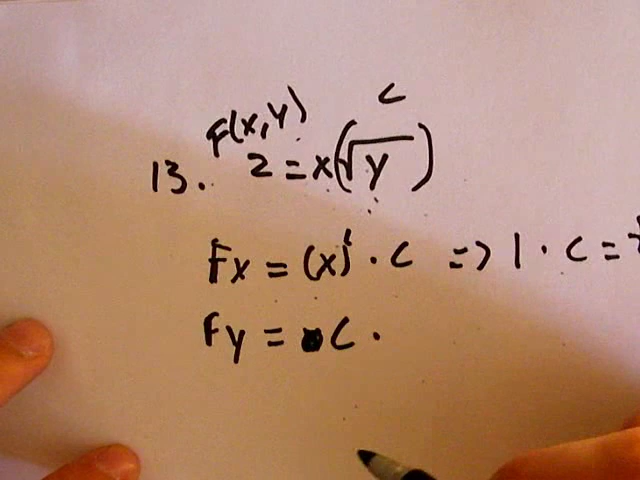 C
F(x,y)
13. z = x(√y)
Fx = (x)' · C => 1 · C =
Fy = C ·